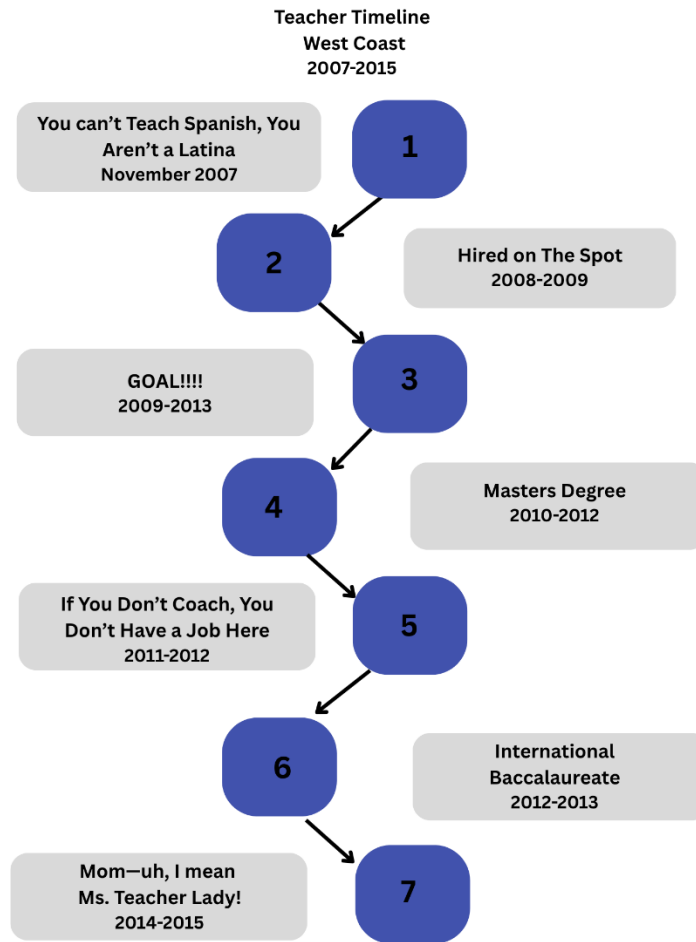 Teacher Timeline
West Coast
2007-2015
You can’t Teach Spanish, You
Aren’t a Latina
November 2007
1
2
Hired on The Spot
2008-2009
GOAL!!!!
2009-2013
3
4
Masters Degree
2010-2012
If You Don’t Coach, You
Don’t Have a Job Here
2011-2012
5
6
International
Baccalaureate
2012-2013
Mom—uh, I mean
Ms. Teacher Lady!
2014-2015
7